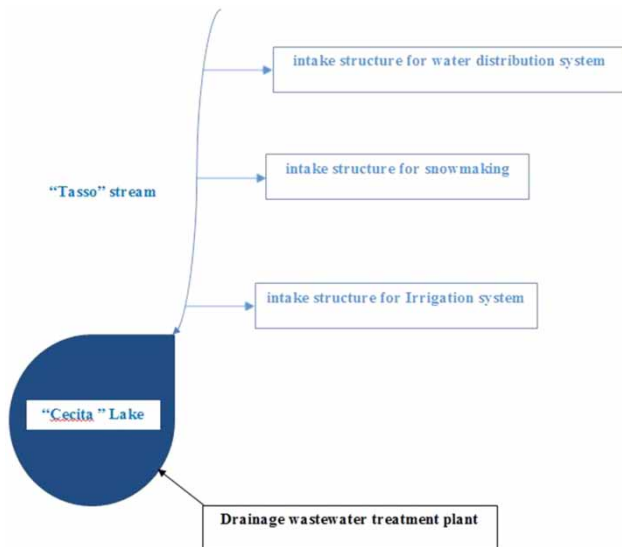 intake structure for water distribution system
intake structure for snowmaking
“Tasso” stream
intake structure for Irrigation system
“Cecita ” Lake
Drainage wastewater treatment plant